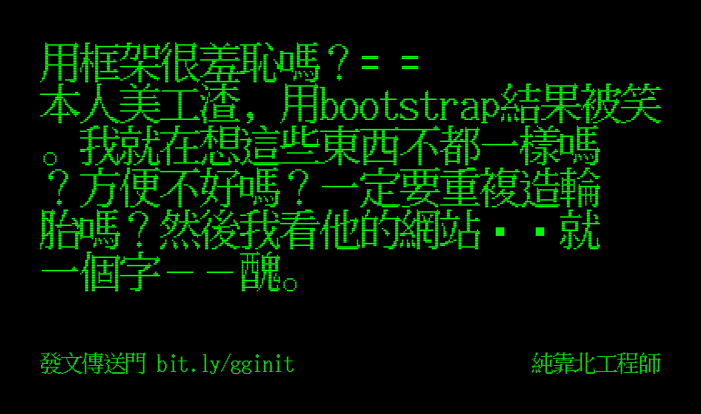 用框架很羞恥嗎？= =
本人美工渣, 用bootstrap結果被笑
。我就在想這些東西不都一樣嗎
？方便不好嗎？一定要重複造輪
胎嗎？然後我看他的網站▪▪就
一個字－－醜。
發文傳送門 bit.ly/gginit
純靠北工程師